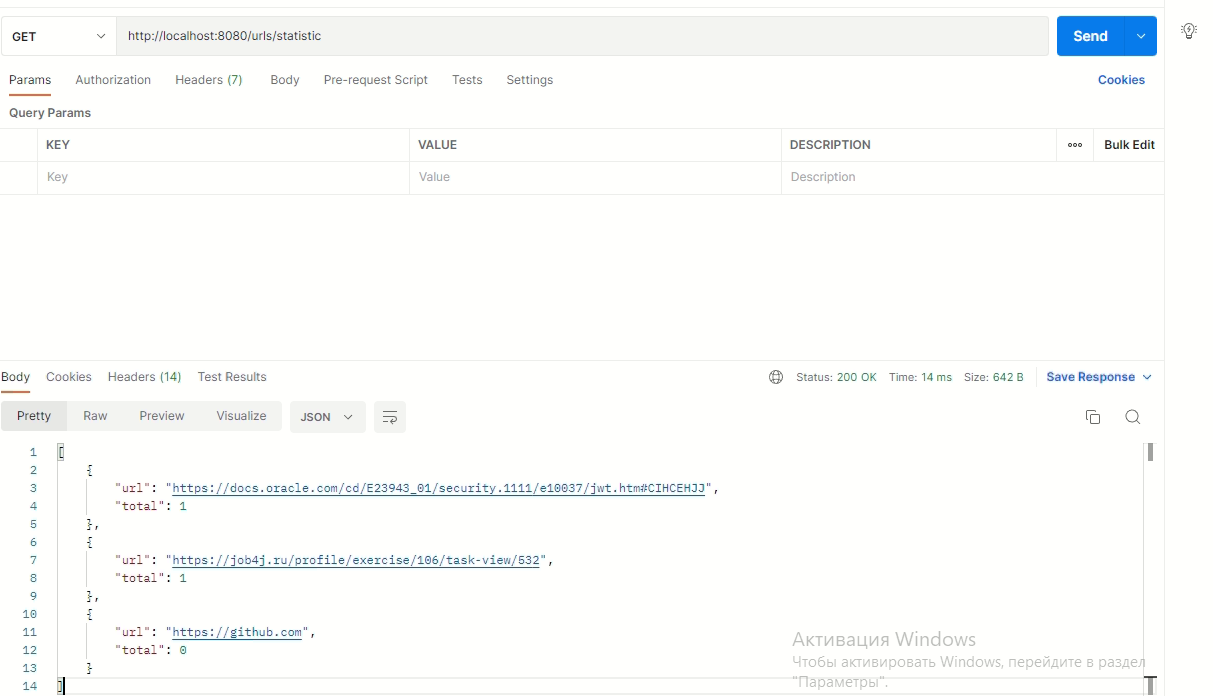 GET http://localhost:8080/urls/statistic Send
Params Authorization Headers (7) Body Pre-request Script Tests Settings Cookies
Query Params
KEY VALUE DESCRIPTION ooo Bulk Edit
Key Value Description
Body Cookies Headers (14) Test Results Status: 200 OK Time: 14 ms Size: 642 B Save Response
Pretty Raw Preview Visualize JSON
1 [
2 {
3 "url": "https://docs.oracle.com/cd/E23943_01/security.1111/e10037/jwt.htm#CIHCEHJJ",
4 "total": 1
5 },
6 {
7 "url": "https://job4j.ru/profile/exercise/106/task-view/532",
8 "total": 1
9 },
10 {
11 "url": "https://github.com",
12 "total": 0
13 }
14 ]
Активация Windows
Чтобы активировать Windows, перейдите в раздел
"Параметры".